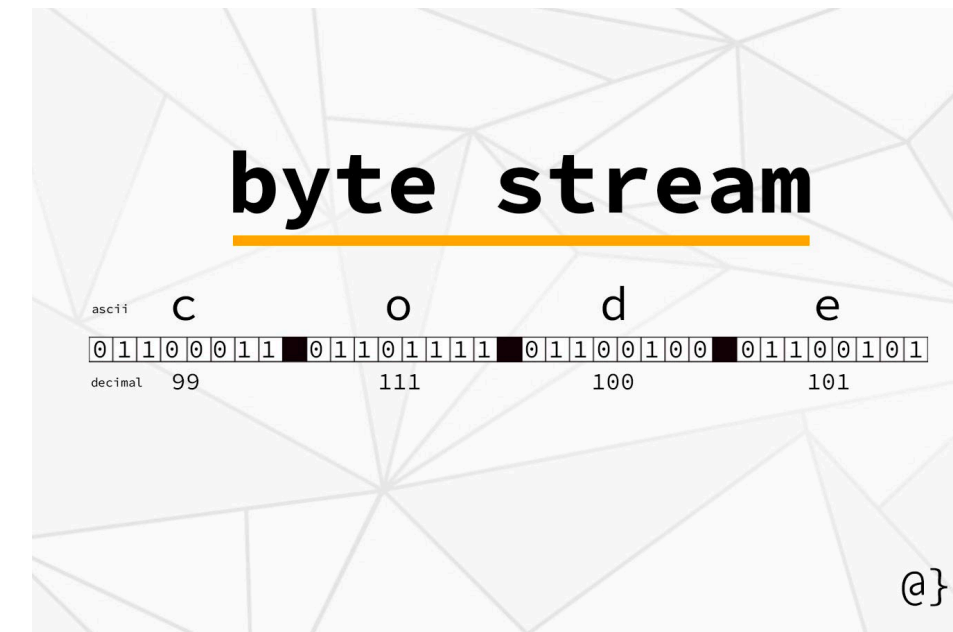 byte stream
ascii c o d e
01100011 01101111 01100100 01100101
decimal 99 111 100 101
@}